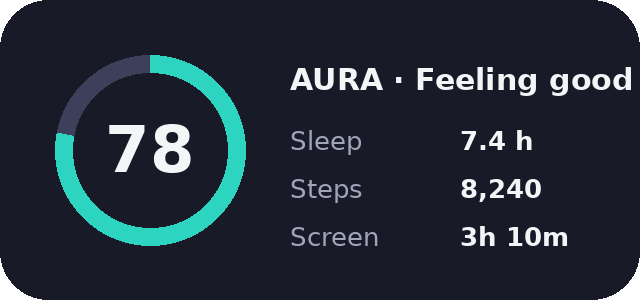 78
AURA · Feeling good
Sleep 7.4 h
Steps 8,240
Screen 3h 10m